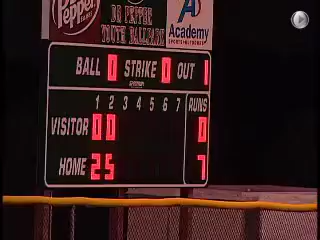 Pepper
DR PEPPER
YOUTH BALLPARK
A
Academy
SPORTS+OUTDOORS
BALL 0 STRIKE 0 OUT 1
1 2 3 4 5 6 7 RUNS
VISITOR 0 0 0
HOME 2 5 7